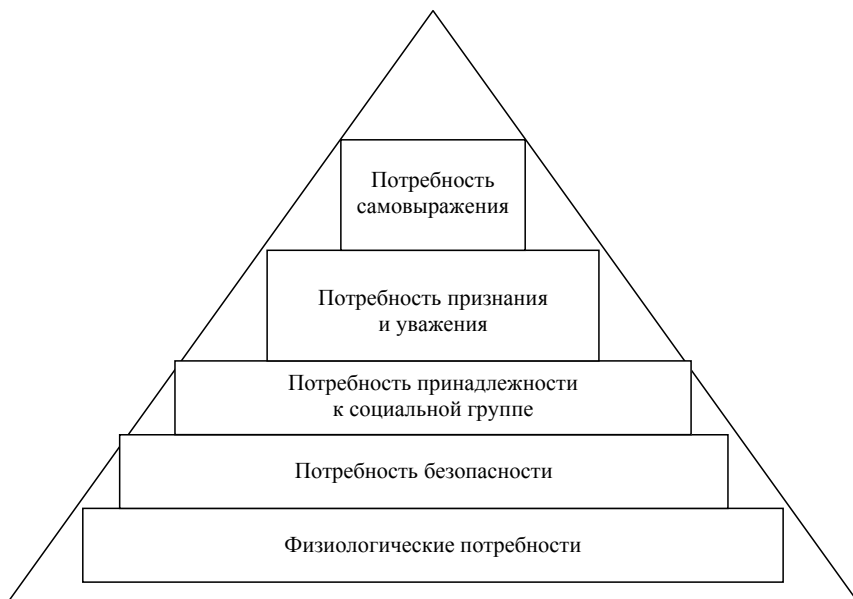 Потребность
самовыражения
Потребность признания
и уважения
Потребность принадлежности
к социальной группе
Потребность безопасности
Физиологические потребности